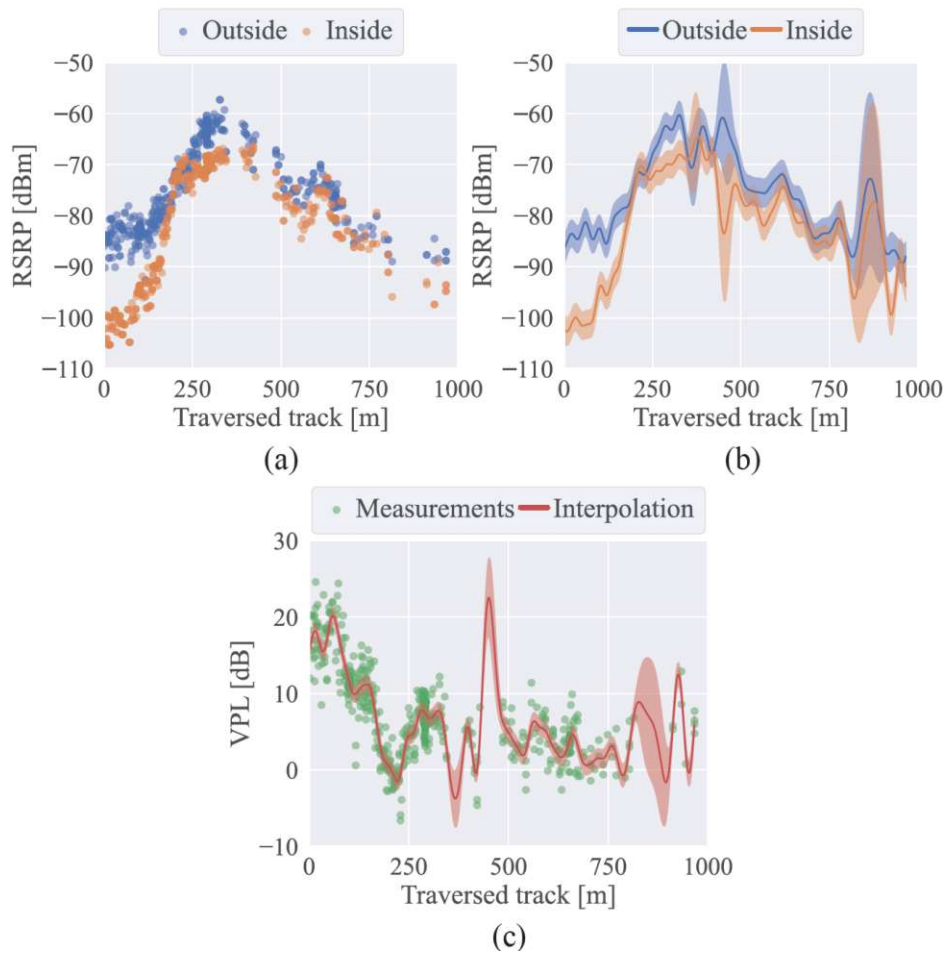 Outside Inside
−50
−60
−70
−80
−90
−100
−110
RSRP [dBm]
0 250 500 750 1000
Traversed track [m]
(a)
Outside Inside
−50
−60
−70
−80
−90
−100
−110
RSRP [dBm]
0 250 500 750 1000
Traversed track [m]
(b)
Measurements Interpolation
30
20
10
0
−10
VPL [dB]
0 250 500 750 1000
Traversed track [m]
(c)